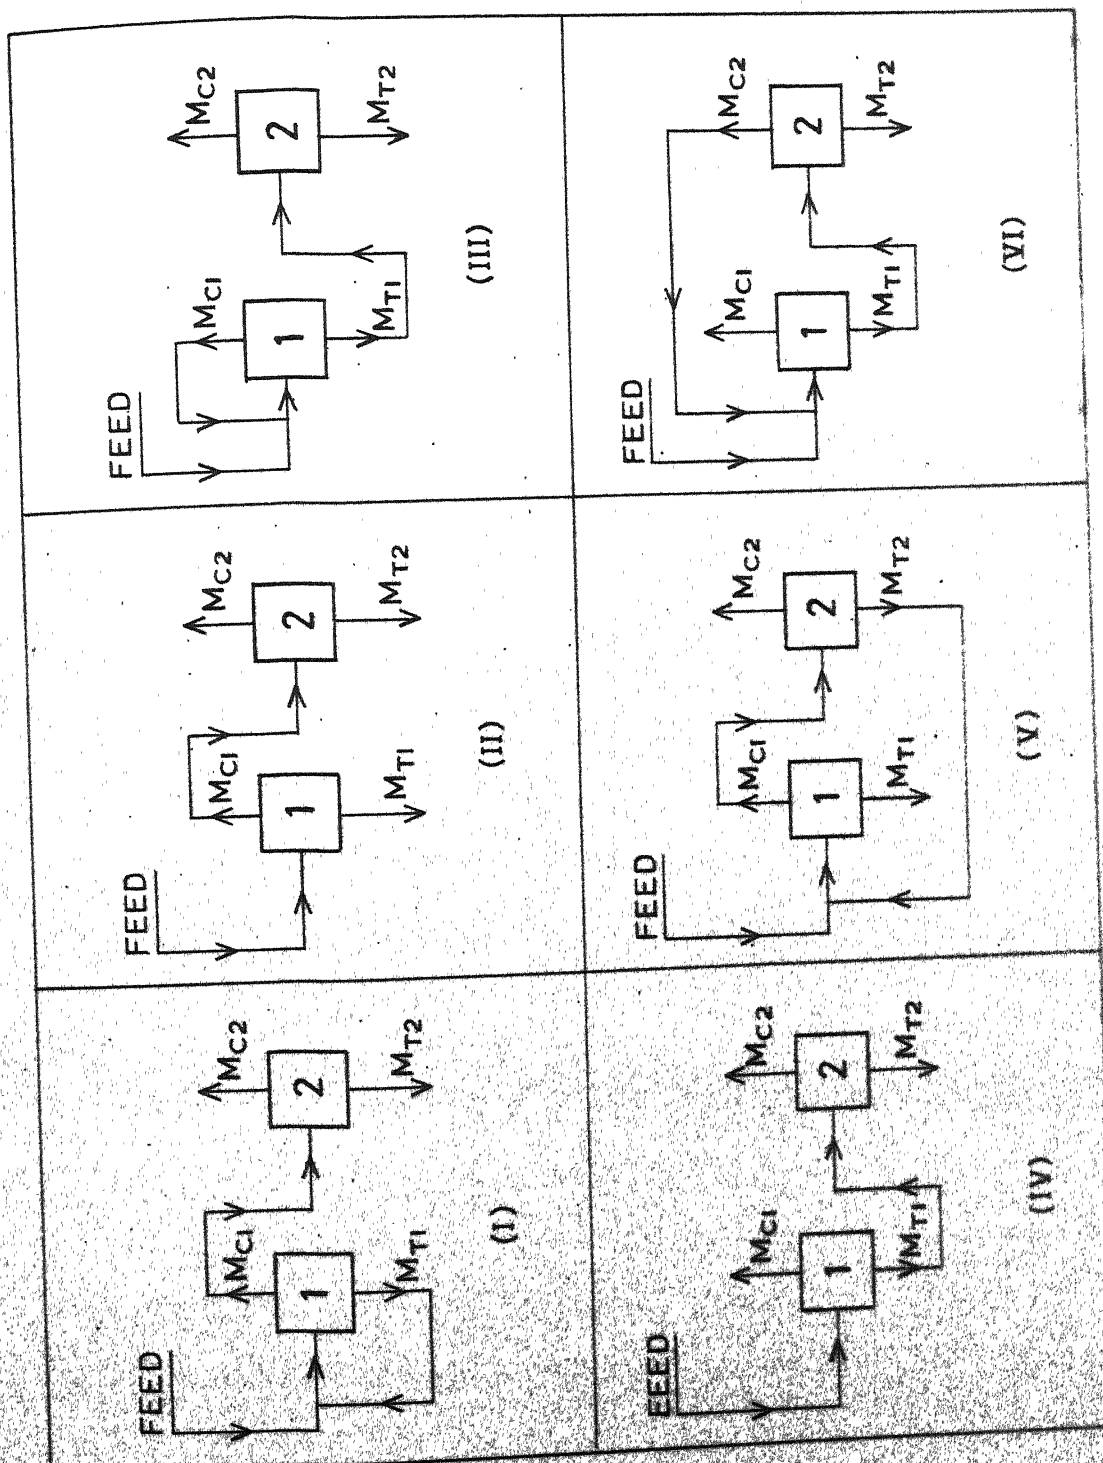 FEED
M_C1
1
M_T1
M_C2
2
M_T2
(I)
FEED
M_C1
1
M_T1
M_C2
2
M_T2
(II)
FEED
M_C1
1
M_T1
M_C2
2
M_T2
(III)
FEED
M_C1
1
M_T1
M_C2
2
M_T2
(IV)
FEED
M_C1
1
M_T1
M_C2
2
M_T2
(V)
FEED
M_C1
1
M_T1
M_C2
2
M_T2
(VI)